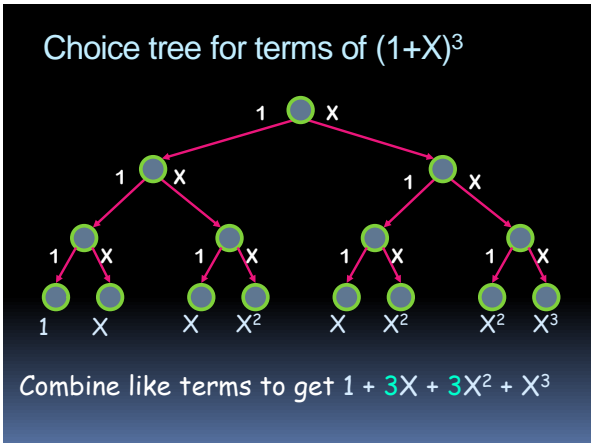 Choice tree for terms of (1+X)³
1 X
1 X 1 X
1 X 1 X 1 X 1 X
1 X X X² X X² X² X³
Combine like terms to get 1 + 3X + 3X² + X³